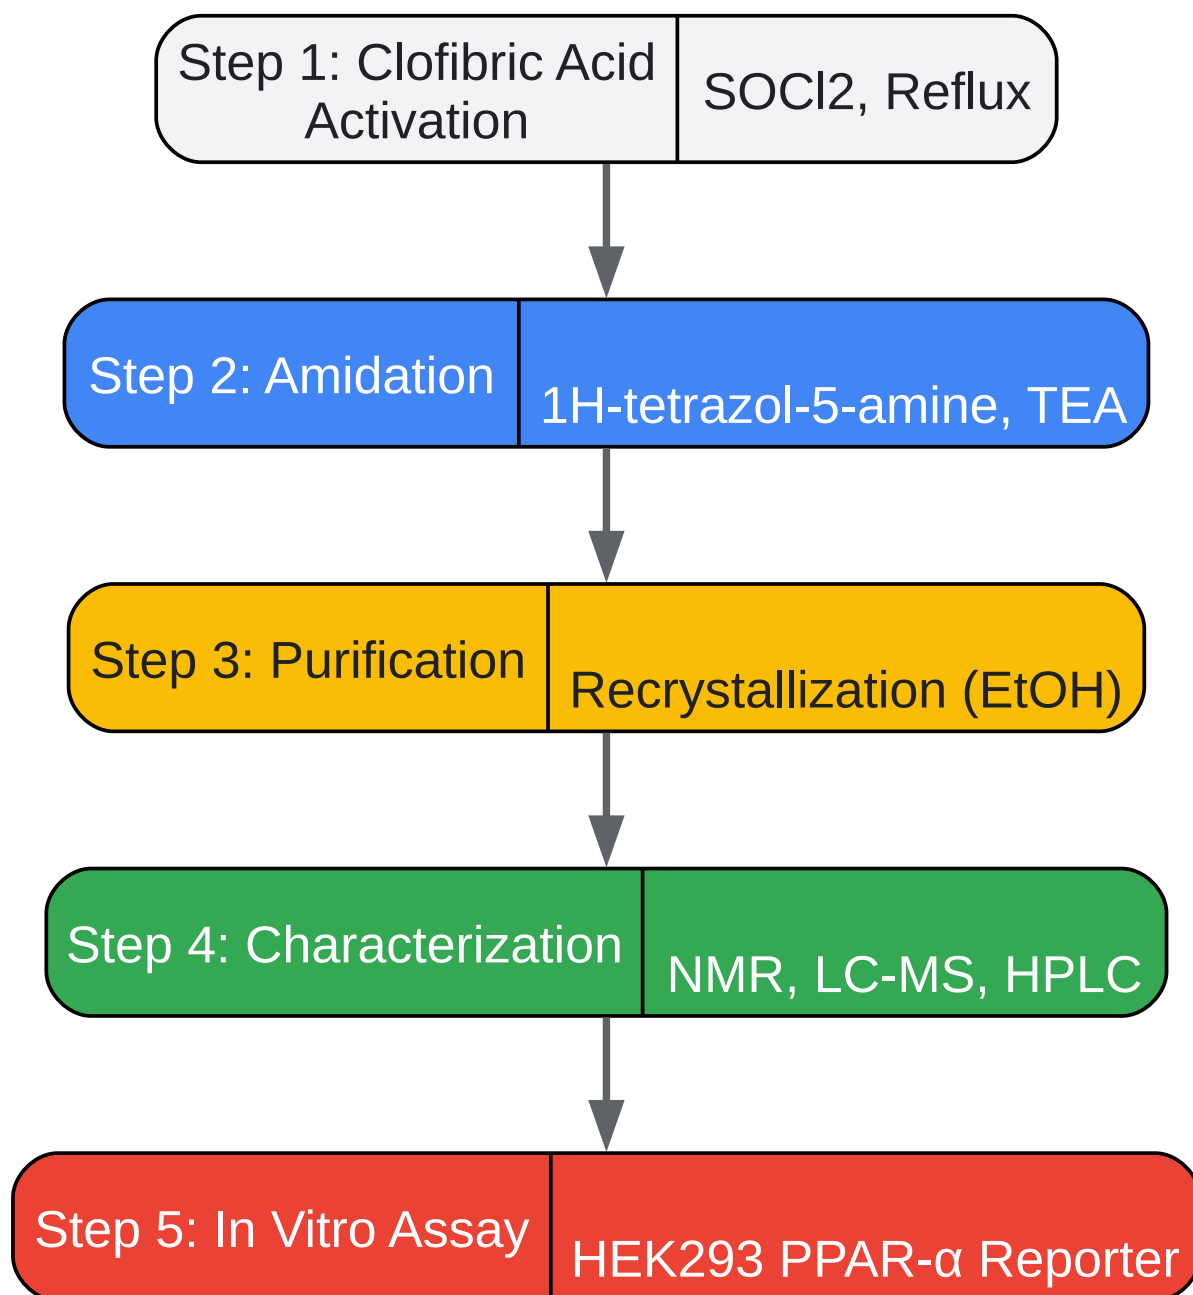 Step 1: Clofibric Acid
Activation
SOCl2, Reflux
Step 2: Amidation
1H-tetrazol-5-amine, TEA
Step 3: Purification
Recrystallization (EtOH)
Step 4: Characterization
NMR, LC-MS, HPLC
Step 5: In Vitro Assay
HEK293 PPAR-α Reporter